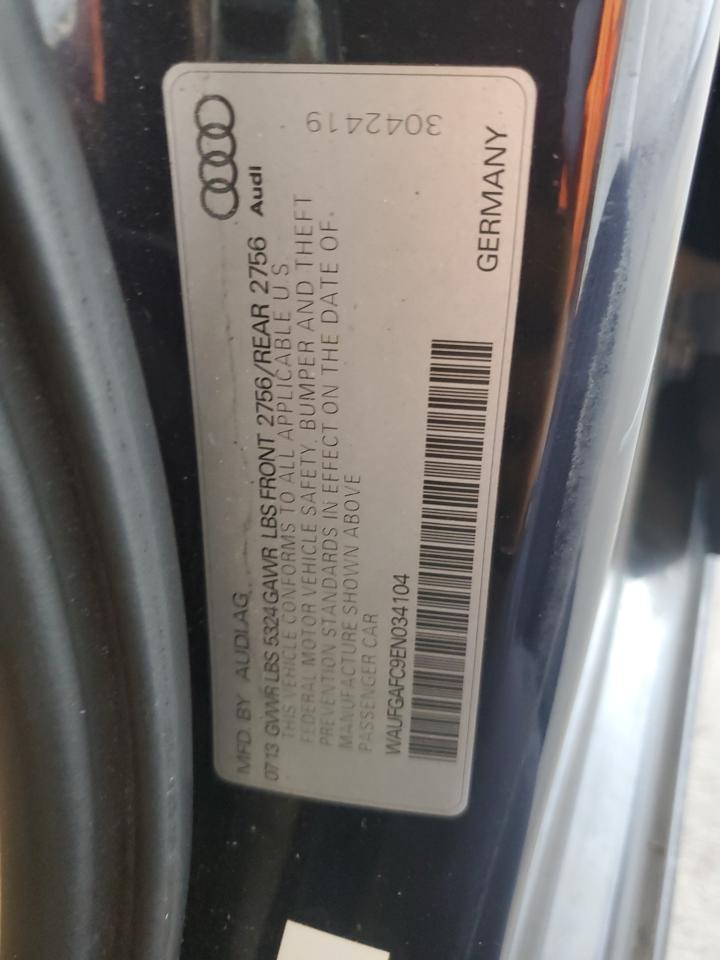 MFD. BY AUDI AG
0713 GVWR LBS 5324 GAWR LBS FRONT 2756/REAR 2756
Audi
THIS VEHICLE CONFORMS TO ALL APPLICABLE U.S
FEDERAL MOTOR VEHICLE SAFETY, BUMPER AND THEFT
PREVENTION STANDARDS IN EFFECT ON THE DATE OF
MANUFACTURE SHOWN ABOVE
PASSENGER CAR
3042419
WAUFGAFC9EN034104
GERMANY